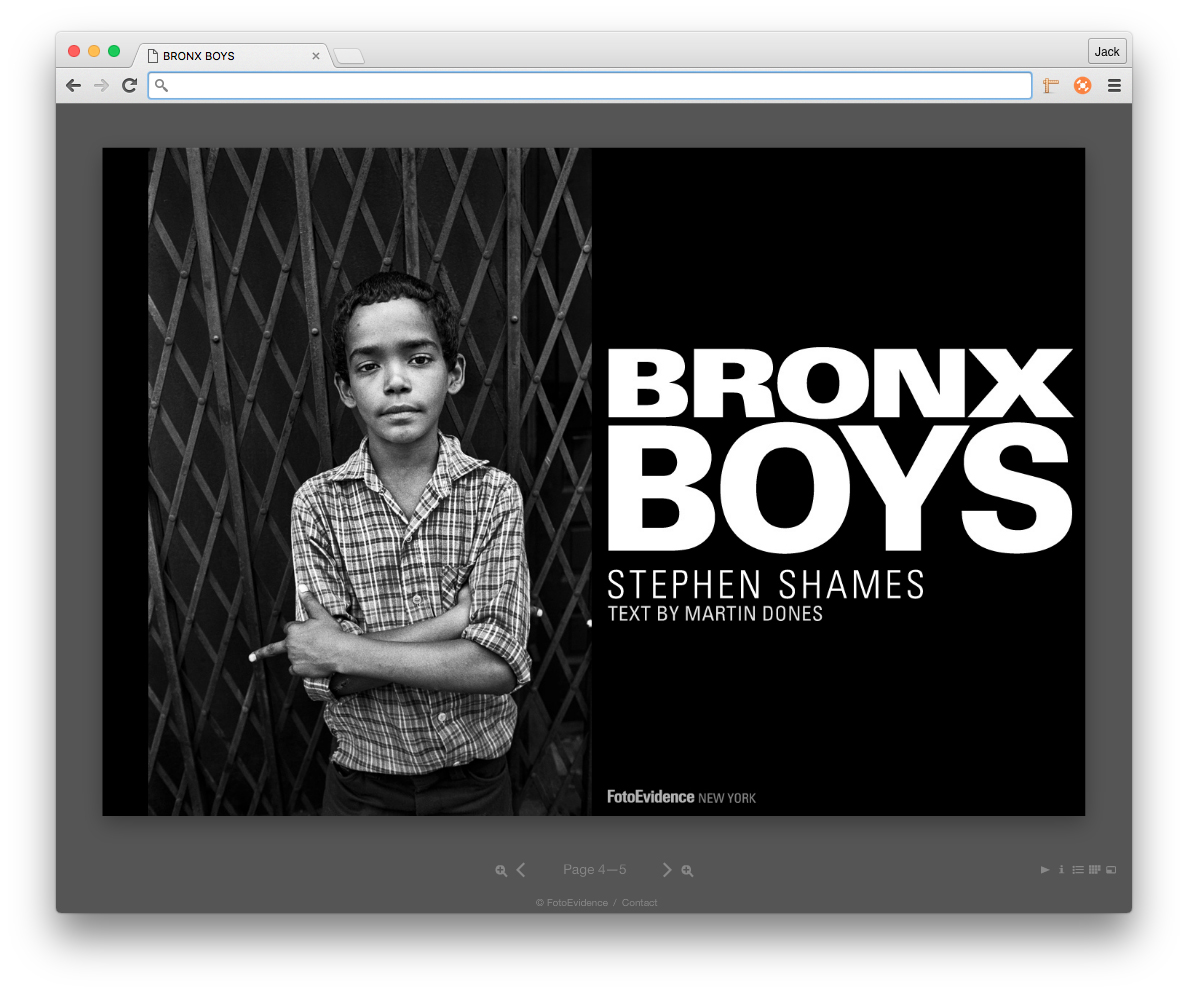 BRONX BOYS
Jack
BRONX
BOYS
STEPHEN SHAMES
TEXT BY MARTIN DONES
FotoEvidence NEW YORK
Page 4—5
© FotoEvidence / Contact